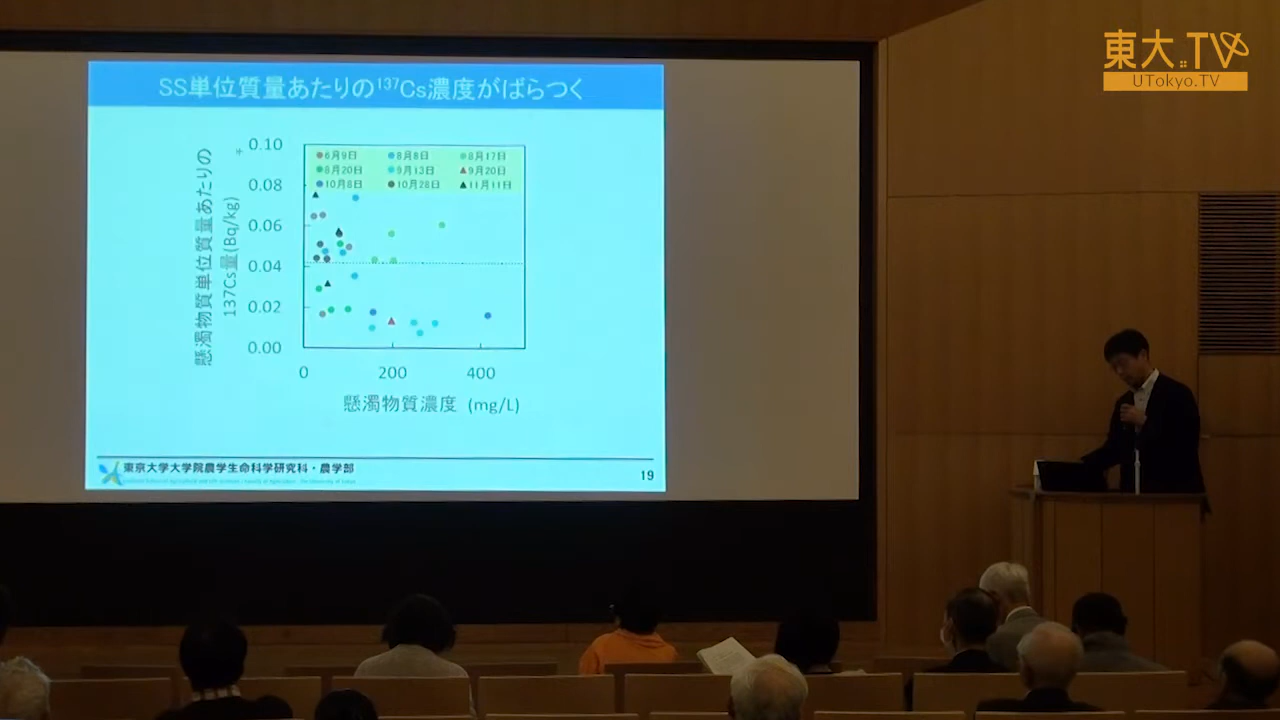 東大.TV
UTokyo.TV
SS単位質量あたりの¹³⁷Cs濃度がばらつく
懸濁物質単位質量あたりの
137Cs量(Bq/kg)
0.10
0.08
0.06
0.04
0.02
0.00
6月9日 8月8日 8月17日
8月20日 9月13日 9月20日
10月8日 10月28日 11月11日
0 200 400
懸濁物質濃度 (mg/L)
東京大学大学院農学生命科学研究科・農学部
19